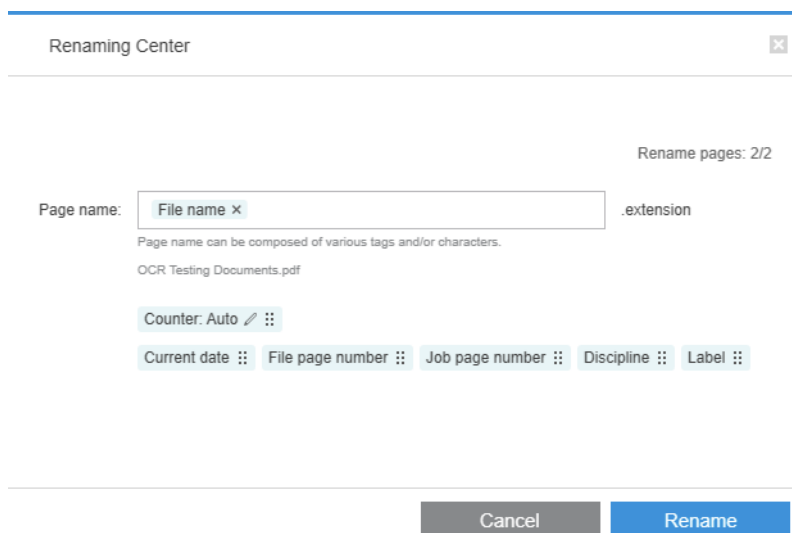 Renaming Center
Rename pages: 2/2
Page name: File name × .extension
Page name can be composed of various tags and/or characters.
OCR Testing Documents.pdf
Counter: Auto
Current date File page number Job page number Discipline Label
Cancel Rename